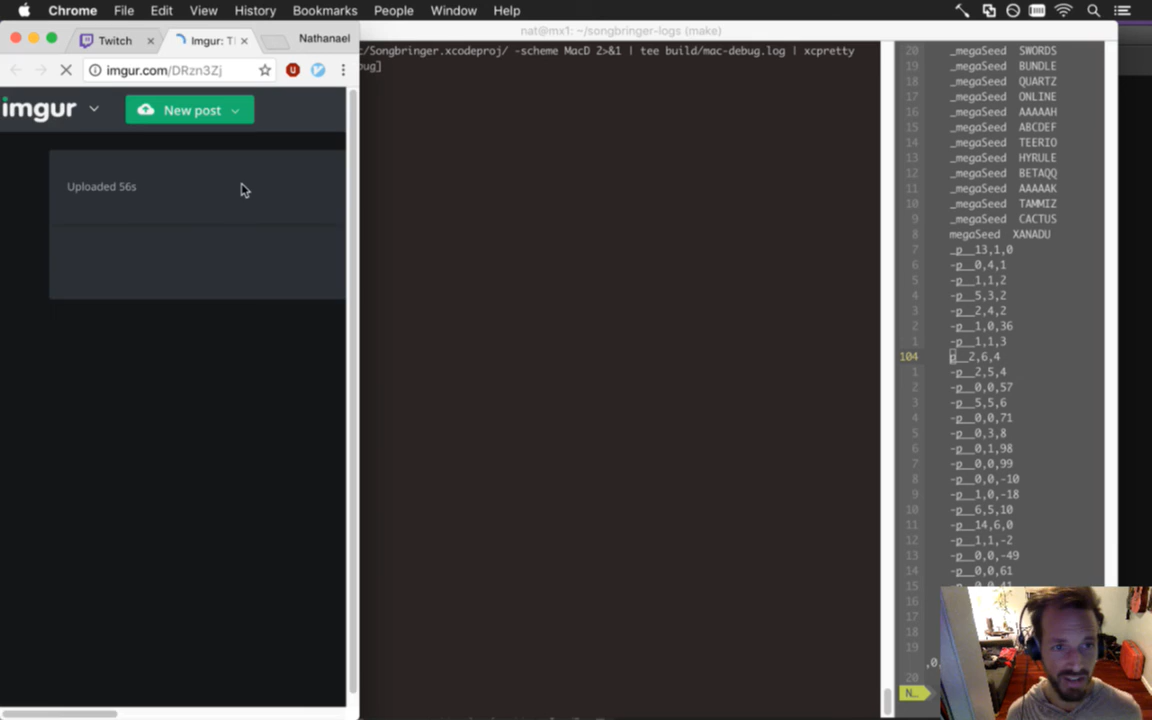 Chrome File Edit View History Bookmarks People Window Help
Twitch
Imgur: T
Nathanael
imgur.com/DRzn3Zj
imgur
New post
Uploaded 56s
nat@mx1: ~/songbringer-logs (make)
c/Songbringer.xcodeproj/ -scheme MacD 2>&1 | tee build/mac-debug.log | xcpretty
bug]
20 _megaSeed SWORDS
19 _megaSeed BUNDLE
18 _megaSeed QUARTZ
17 _megaSeed ONLINE
16 _megaSeed AAAAAH
15 _megaSeed ABCDEF
14 _megaSeed TEERIO
13 _megaSeed HYRULE
12 _megaSeed BETAQQ
11 _megaSeed AAAAAK
10 _megaSeed TAMMIZ
9 _megaSeed CACTUS
8 megaSeed XANADU
7 _p__13,1,0
6 -p__0,4,1
5 -p__1,1,2
4 -p__5,3,2
3 -p__2,4,2
2 -p__1,0,36
1 -p__1,1,3
104 p__2,6,4
1 -p__2,5,4
2 -p__0,0,57
3 -p__5,5,6
4 -p__0,0,71
5 -p__0,3,8
6 -p__0,1,98
7 -p__0,0,99
8 -p__0,0,-10
9 -p__1,0,-18
10 -p__6,5,10
11 -p__14,6,0
12 -p__1,1,-2
13 -p__0,0,-49
14 -p__0,0,61
15
16
17
18
19
,0,
20
N...